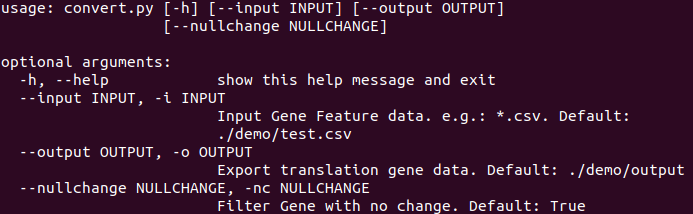 usage: convert.py [-h] [--input INPUT] [--output OUTPUT]
[--nullchange NULLCHANGE]
optional arguments:
-h, --help show this help message and exit
--input INPUT, -i INPUT
Input Gene Feature data. e.g.: *.csv. Default:
./demo/test.csv
--output OUTPUT, -o OUTPUT
Export translation gene data. Default: ./demo/output
--nullchange NULLCHANGE, -nc NULLCHANGE
Filter Gene with no change. Default: True